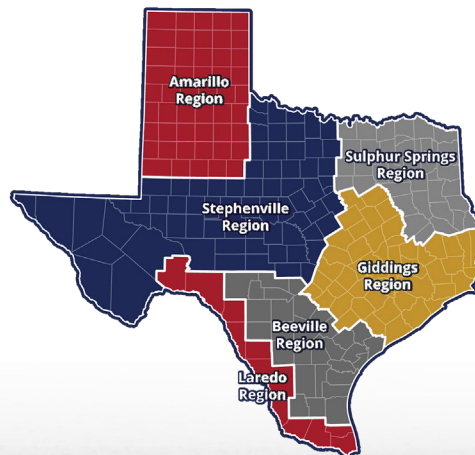 Amarillo
Region
Sulphur Springs
Region
Stephenville
Region
Giddings
Region
Beeville
Region
Laredo
Region